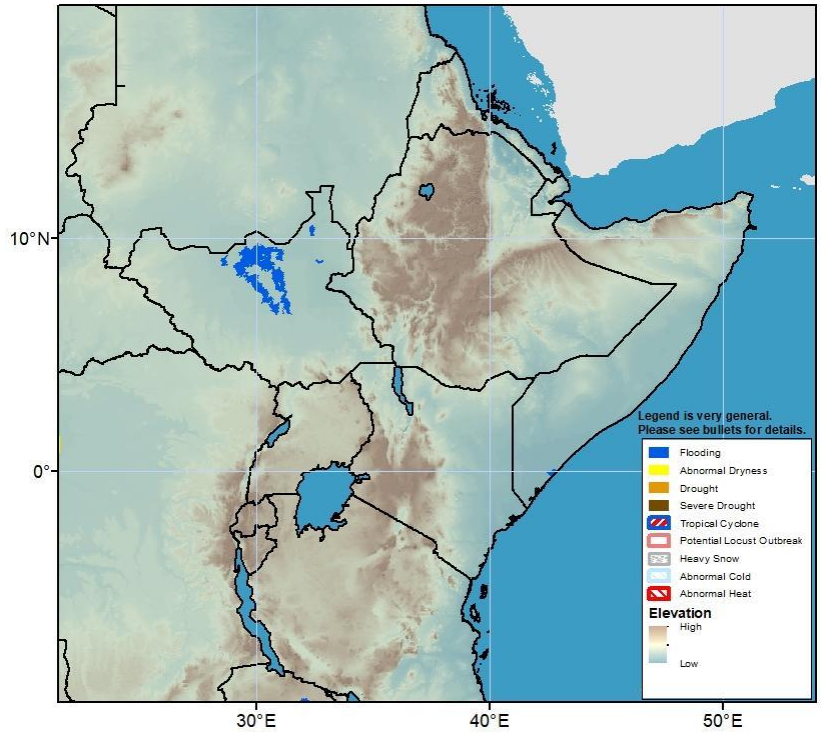 10°N
0°
30°E
40°E
50°E
Legend is very general.
Please see bullets for details.
Flooding
Abnormal Dryness
Drought
Severe Drought
Tropical Cyclone
Potential Locust Outbreak
Heavy Snow
Abnormal Cold
Abnormal Heat
Elevation
High
Low